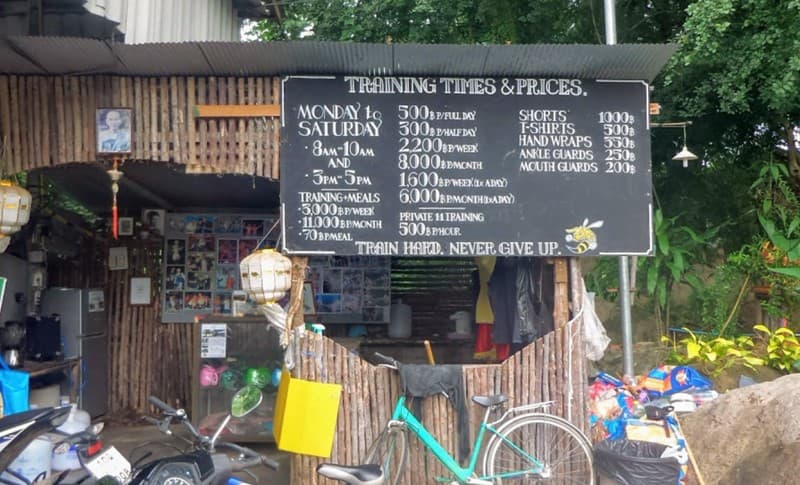 TRAINING TIMES & PRICES.
MONDAY TO
SATURDAY
· 8AM-10AM
AND
· 3PM-5PM
TRAINING+MEALS
·3,000฿ P/WEEK
·11,000฿ P/MONTH
·70฿ P/MEAL
500฿ P/FULL DAY
300฿ P/HALF DAY
2,200฿ P/WEEK
8,000฿ P/MONTH
1,600฿ P/WEEK (1X A DAY)
6,000฿ P/MONTH (1X A DAY)
PRIVATE 1:1 TRAINING
500฿ P/HOUR
SHORTS 1000฿
T-SHIRTS 500฿
HAND WRAPS 350฿
ANKLE GUARDS 250฿
MOUTH GUARDS 200฿
TRAIN HARD. NEVER GIVE UP.